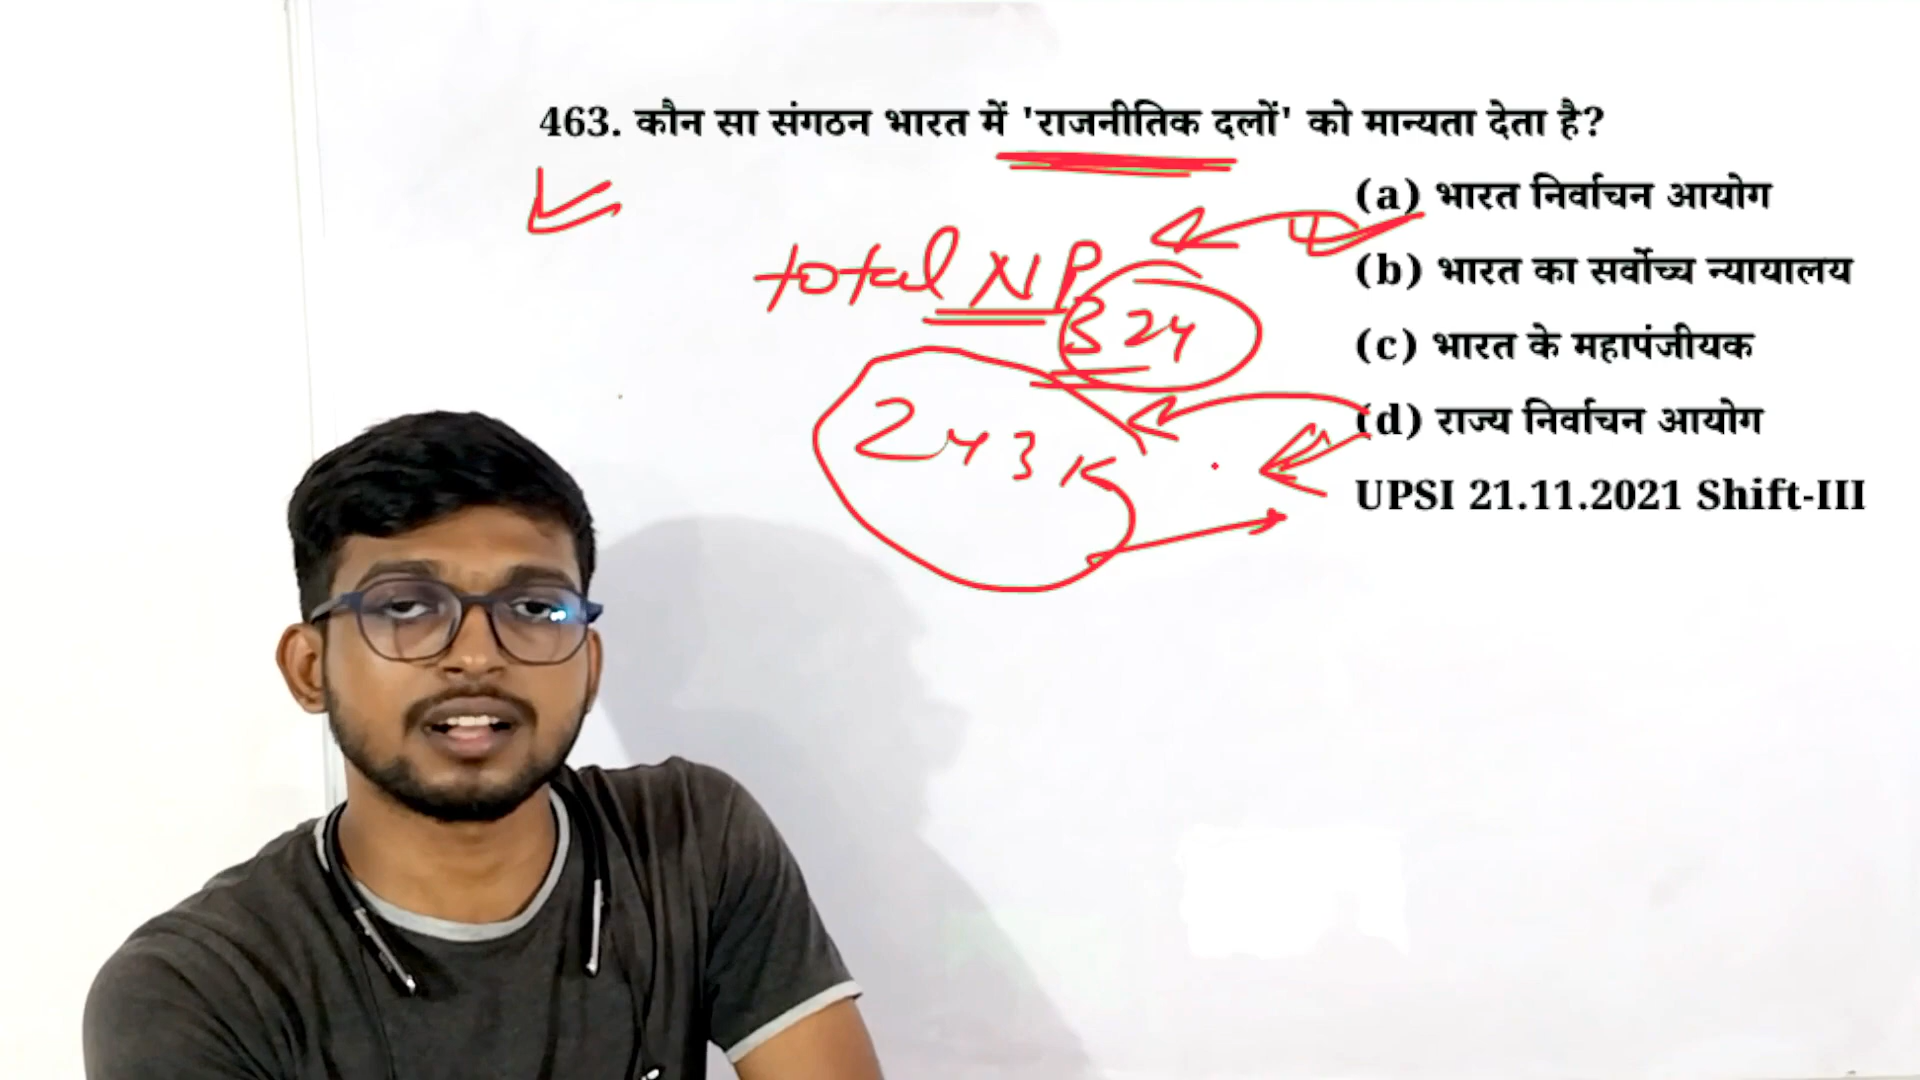 463. कौन सा संगठन भारत में 'राजनीतिक दलों' को मान्यता देता है?
(a) भारत निर्वाचन आयोग
(b) भारत का सर्वोच्च न्यायालय
(c) भारत के महापंजीयक
(d) राज्य निर्वाचन आयोग
UPSI 21.11.2021 Shift-III
total NP
324
243 K